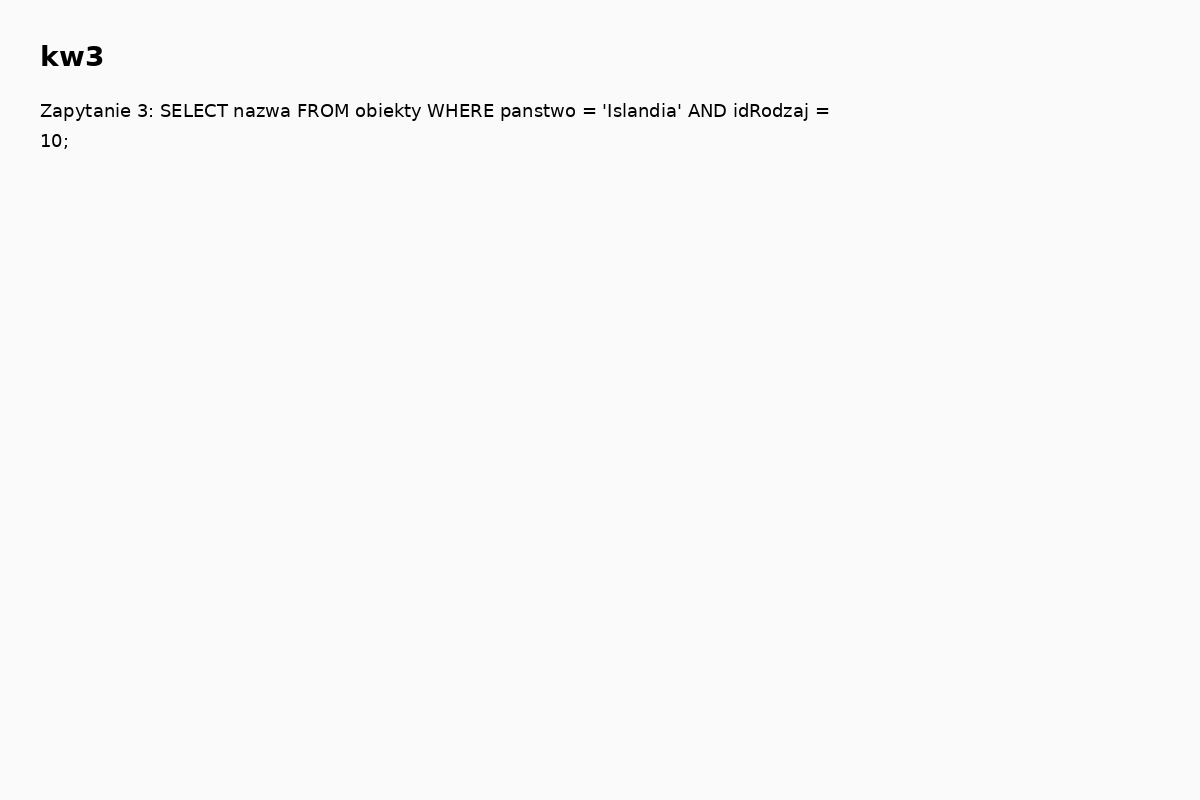 kw3
Zapytanie 3: SELECT nazwa FROM obiekty WHERE panstwo = 'Islandia' AND idRodzaj =
10;